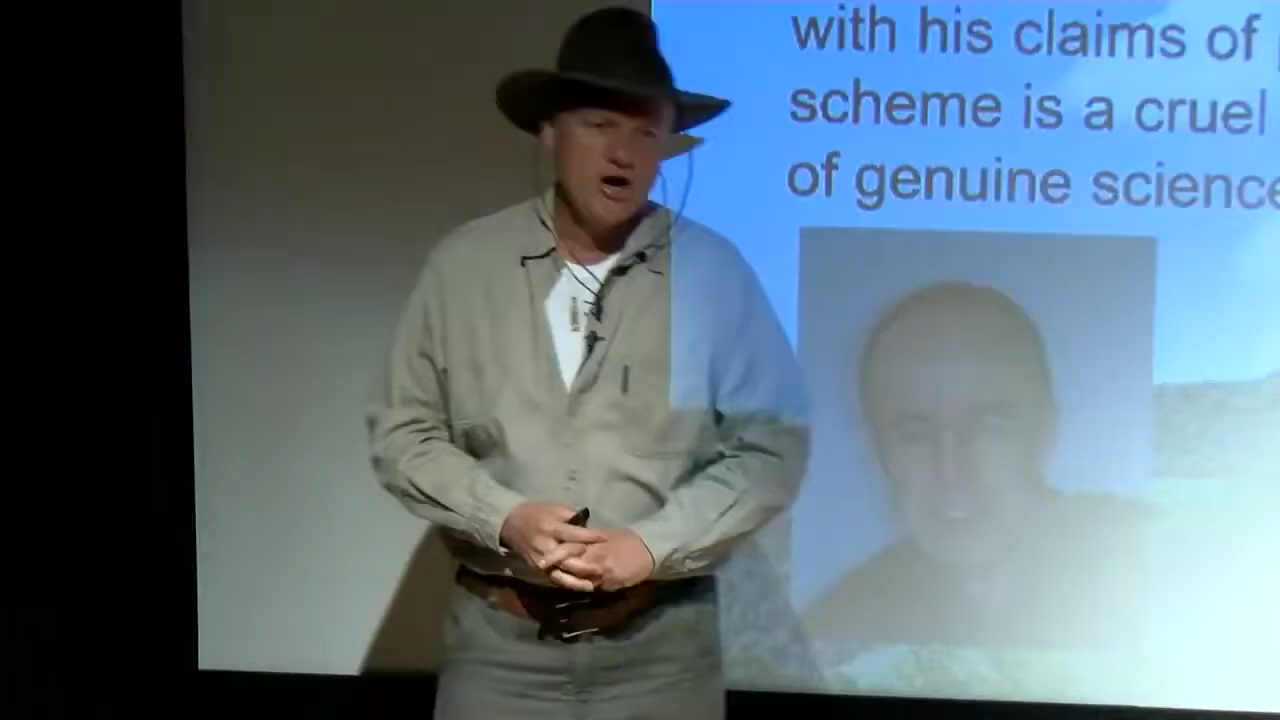 with his claims of
scheme is a cruel
of genuine science